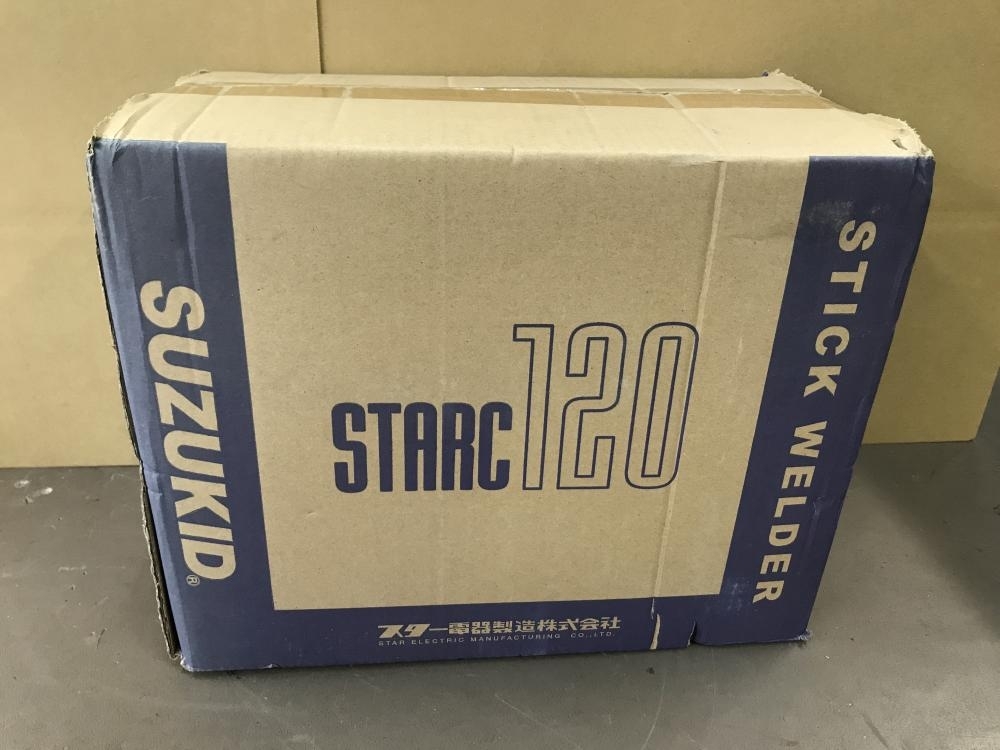 SUZUKID®
STARC120
STICK WELDER
スター電器製造株式会社
STAR ELECTRIC MANUFACTURING CO.,LTD.